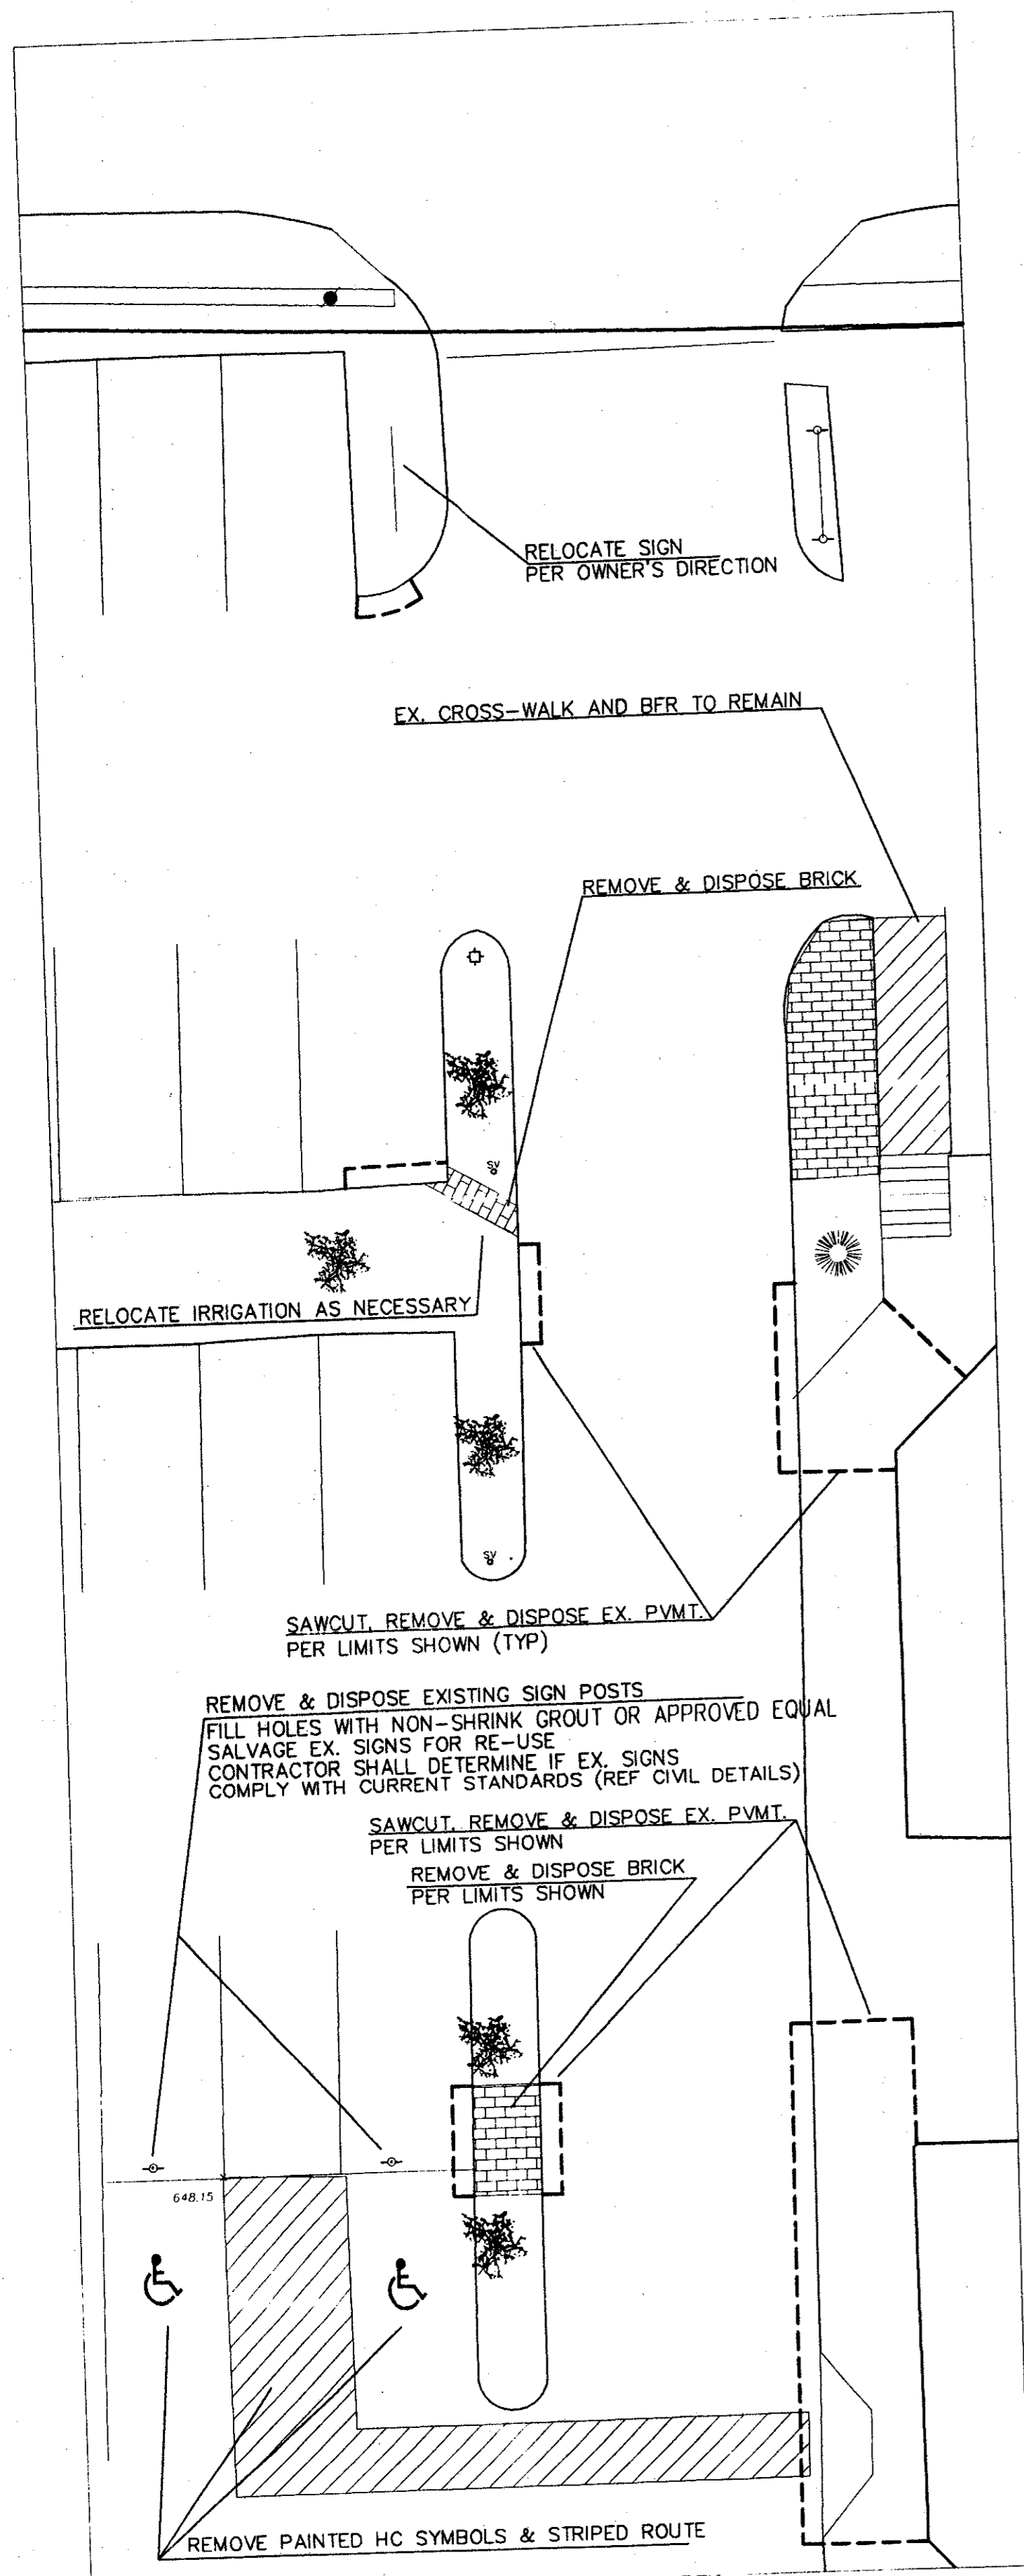 RELOCATE SIGN
PER OWNER'S DIRECTION
EX. CROSS-WALK AND BFR TO REMAIN
REMOVE & DISPOSE BRICK
SV
RELOCATE IRRIGATION AS NECESSARY
SV
SAWCUT, REMOVE & DISPOSE EX. PVMT.
PER LIMITS SHOWN (TYP)
REMOVE & DISPOSE EXISTING SIGN POSTS
FILL HOLES WITH NON-SHRINK GROUT OR APPROVED EQUAL
SALVAGE EX. SIGNS FOR RE-USE
CONTRACTOR SHALL DETERMINE IF EX. SIGNS
COMPLY WITH CURRENT STANDARDS (REF CIVIL DETAILS)
SAWCUT, REMOVE & DISPOSE EX. PVMT.
PER LIMITS SHOWN
REMOVE & DISPOSE BRICK
PER LIMITS SHOWN
648.15
REMOVE PAINTED HC SYMBOLS & STRIPED ROUTE